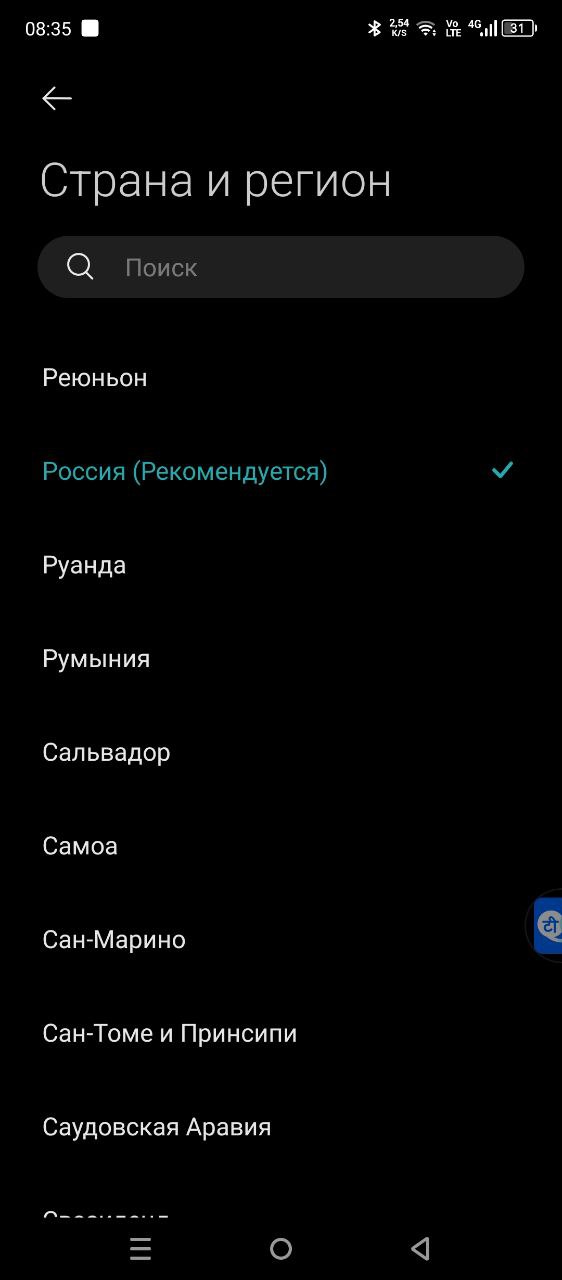 08:35
2,54
K/S
Vo
LTE
4G
31
Страна и регион
Поиск
Реюньон
Россия (Рекомендуется)
Руанда
Румыния
Сальвадор
Самоа
Сан-Марино
टी
Сан-Томе и Принсипи
Саудовская Аравия